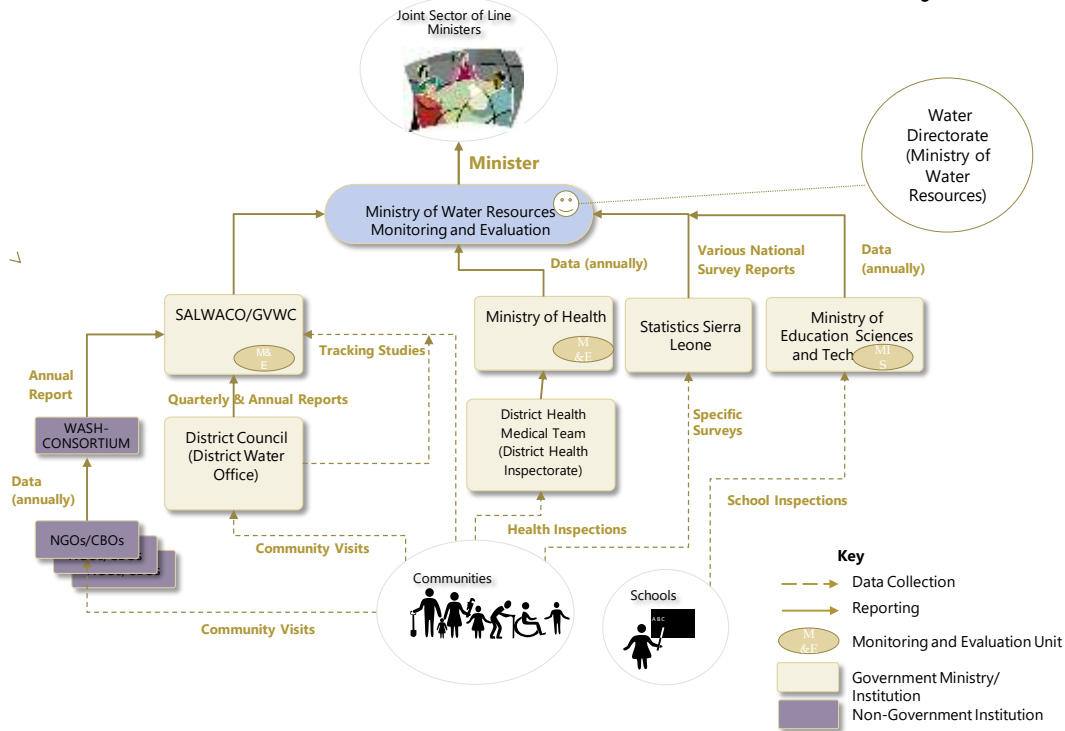 Joint Sector of Line
Ministers
Water
Directorate
(Ministry of
Water
Resources)
Minister
Ministry of Water Resources
Monitoring and Evaluation
Data (annually)
Various National
Survey Reports
Data
(annually)
SALWACO/GVWC
M&
E
Tracking Studies
Ministry of Health
M
&E
Statistics Sierra
Leone
Ministry of
Education Sciences
and Tech
MI
S
Annual
Report
Quarterly & Annual Reports
WASH-
CONSORTIUM
District Council
(District Water
Office)
District Health
Medical Team
(District Health
Inspectorate)
Specific
Surveys
Data
(annually)
School Inspections
NGOs/CBOs
Community Visits
Health Inspections
Communities
Schools
A B C
Community Visits
Key
Data Collection
Reporting
M
&E
Monitoring and Evaluation Unit
Government Ministry/
Institution
Non-Government Institution